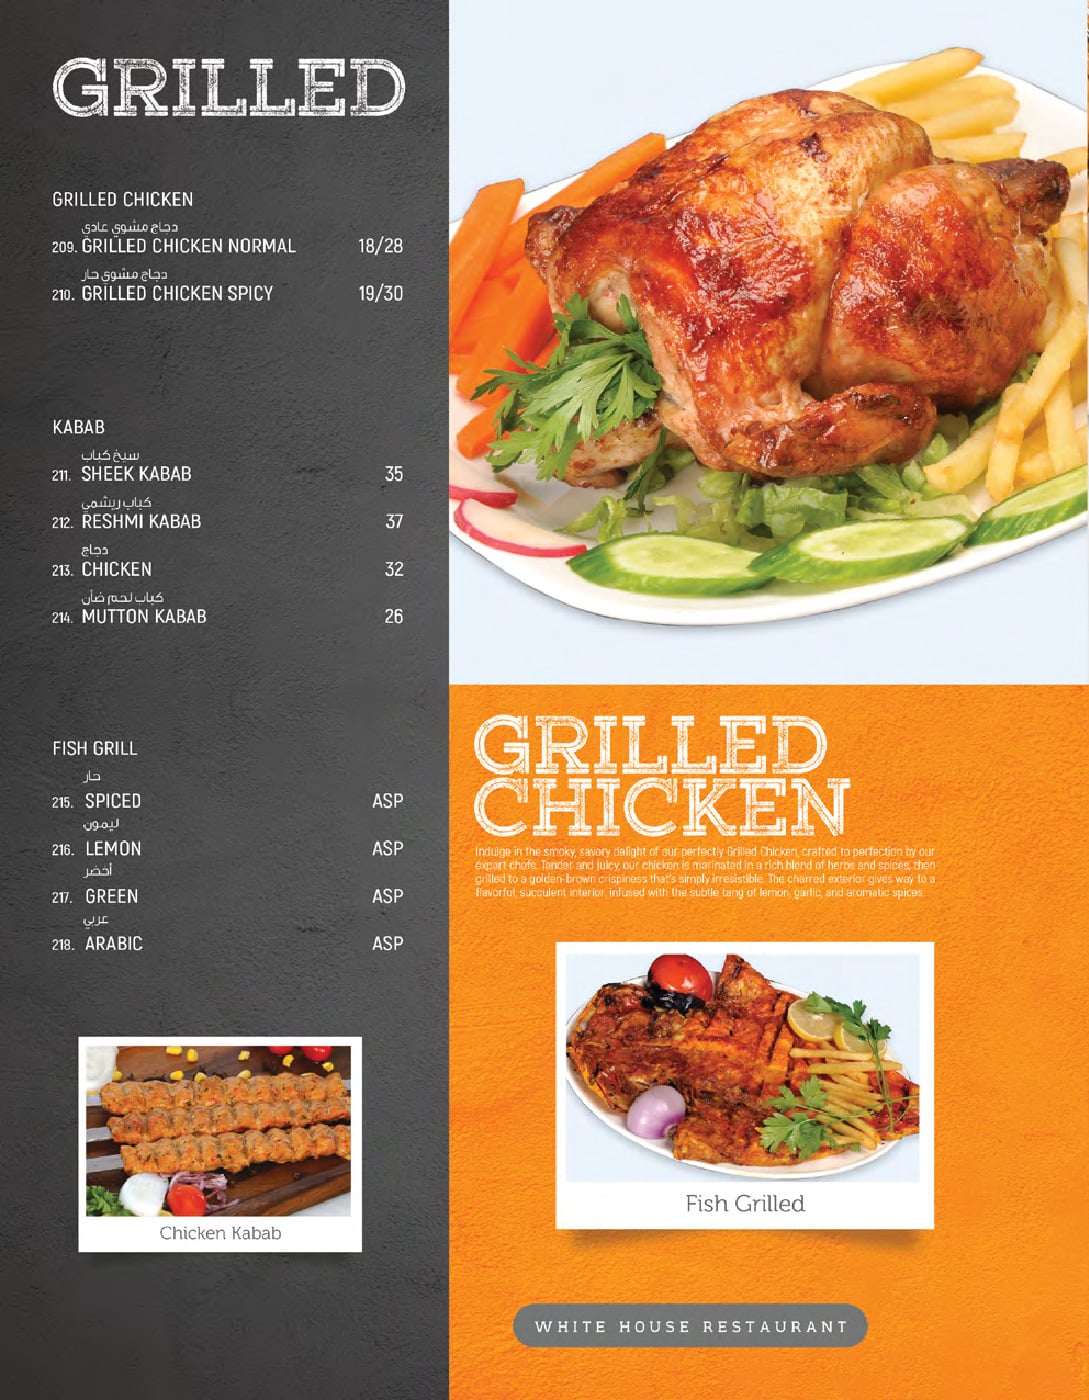 GRILLED
GRILLED CHICKEN
دجاج مشوي عادي
209. GRILLED CHICKEN NORMAL 18/28
دجاج مشوي حار
210. GRILLED CHICKEN SPICY 19/30
KABAB
سيخ كباب
211. SHEEK KABAB 35
كباب ريشمي
212. RESHMI KABAB 37
دجاج
213. CHICKEN 32
كباب لحم ضأن
214. MUTTON KABAB 26
FISH GRILL
حار
215. SPICED ASP
اليمون
216. LEMON ASP
أخضر
217. GREEN ASP
عربي
218. ARABIC ASP
Chicken Kabab
GRILLED
CHICKEN
Indulge in the smoky, savory delight of our perfectly Grilled Chicken, crafted to perfection by our
expert chefs. Tender and juicy, our chicken is marinated in a rich blend of herbs and spices, then
grilled to a golden-brown crispiness that's simply irresistible. The charred exterior gives way to a
flavorful, succulent interior, infused with the subtle tang of lemon, garlic, and aromatic spices.
Fish Grilled
WHITE HOUSE RESTAURANT